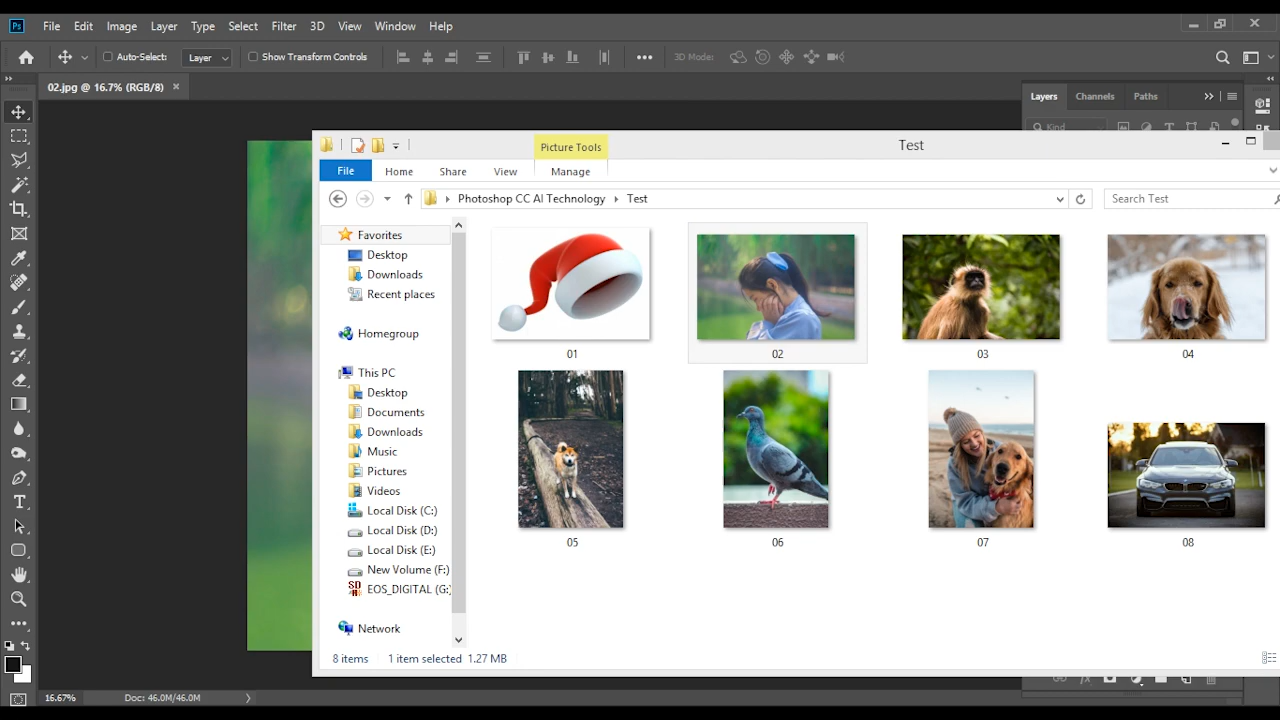 Ps File Edit Image Layer Type Select Filter 3D View Window Help
Auto-Select: Layer Show Transform Controls 3D Mode:
02.jpg @ 16.7% (RGB/8)
Layers Channels Paths
Kind
Picture Tools Test
File Home Share View Manage
Photoshop CC AI Technology Test Search Test
Favorites
Desktop
Downloads
Recent places
Homegroup
This PC
Desktop
Documents
Downloads
Music
Pictures
Videos
Local Disk (C:)
Local Disk (D:)
Local Disk (E:)
New Volume (F:)
EOS_DIGITAL (G:)
Network
01 02 03 04
05 06 07 08
8 items 1 item selected 1.27 MB
16.67% Doc: 46.0M/46.0M